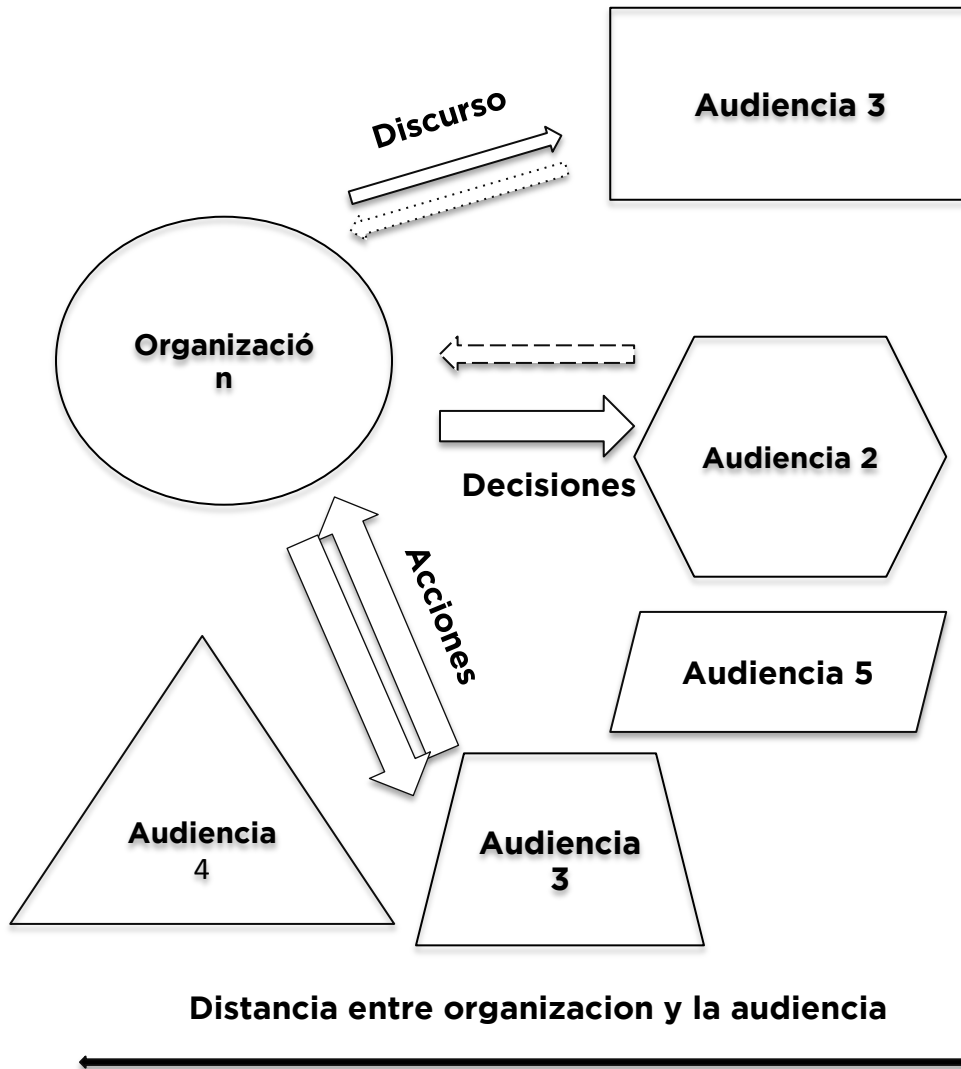 Discurso
Audiencia 3
Organizació
n
Audiencia 2
Decisiones
Acciones
Audiencia 5
Audiencia
4
Audiencia
3
Distancia entre organizacion y la audiencia